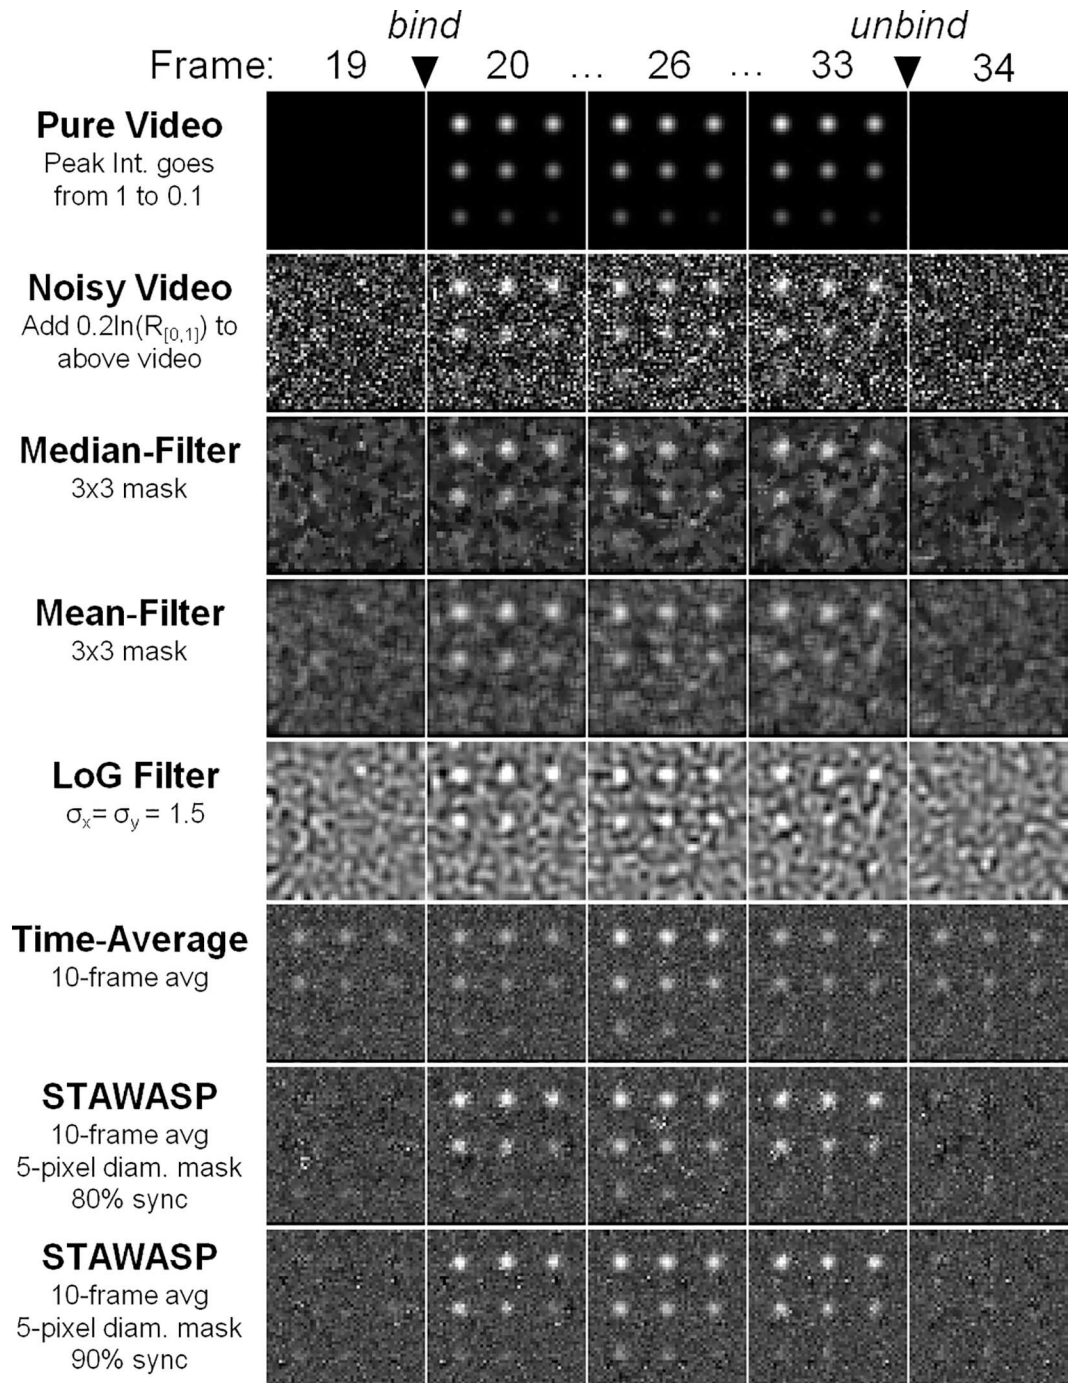 bind unbind
Frame: 19 20 ... 26 ... 33 34
Pure Video
Peak Int. goes
from 1 to 0.1
Noisy Video
Add 0.2ln(R[0,1]) to
above video
Median-Filter
3x3 mask
Mean-Filter
3x3 mask
LoG Filter
σx= σy = 1.5
Time-Average
10-frame avg
STAWASP
10-frame avg
5-pixel diam. mask
80% sync
STAWASP
10-frame avg
5-pixel diam. mask
90% sync